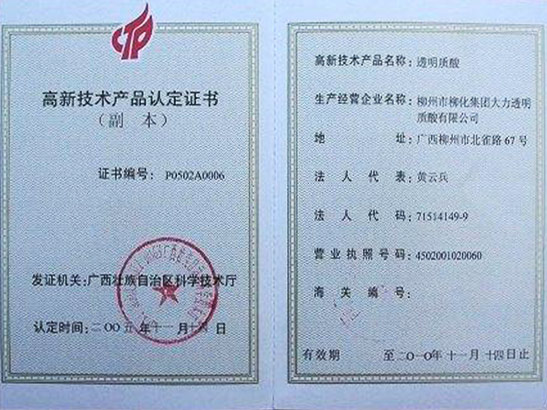 高新技术产品认定证书
（副 本）
证书编号： P0502A0006
发证机关：广西壮族自治区科学技术厅
认定时间：二〇〇五年十一月十四日
高新技术产品名称：透明质酸
生产经营企业名称：柳州市柳化集团大力透明
质酸有限公司
地 址：广西柳州市北雀路 67 号
法 人 代 表：黄云兵
法 人 代 码：71514149-9
营业执照号码：4502001020060
海 关 编 号：
有效期 至二〇一〇年十一月十四日止